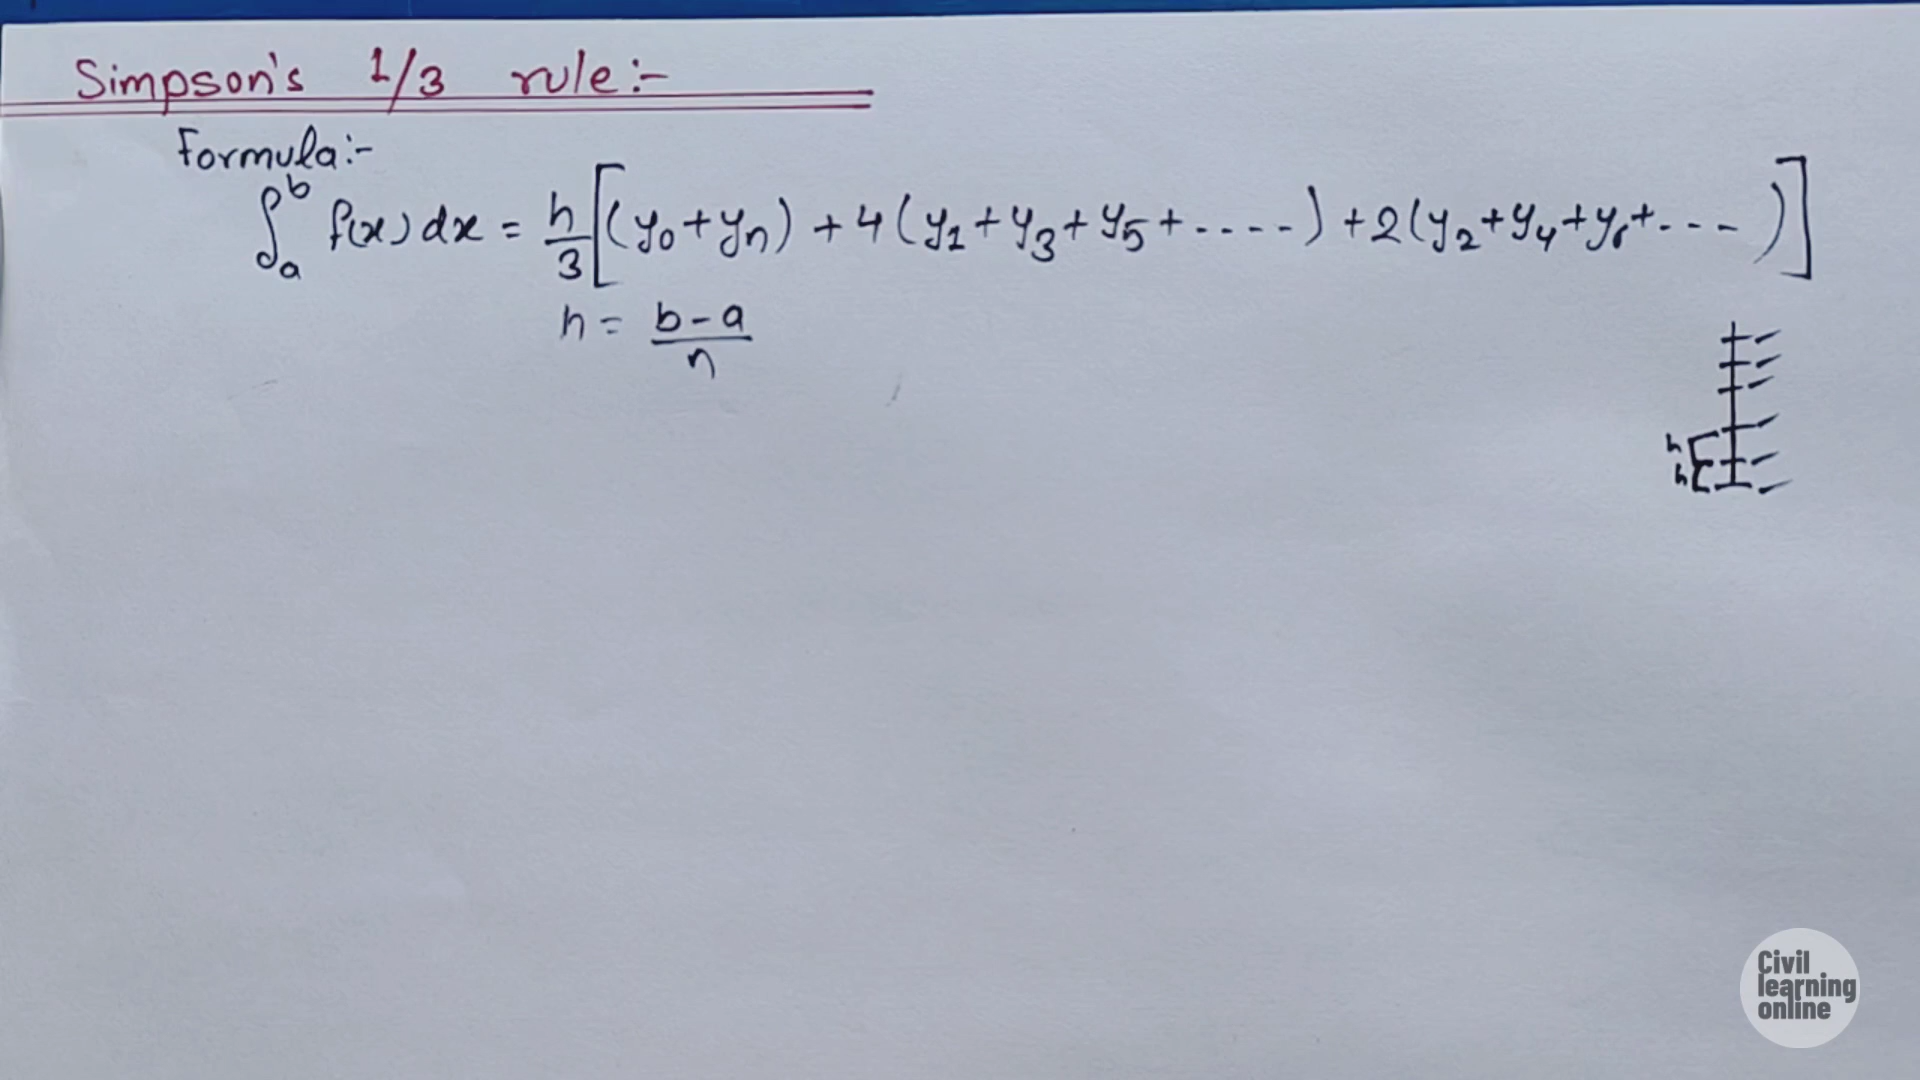 Simpson's 1/3 rule:-
Formula:-
∫_a^b f(x) dx = h/3 [(y₀+yₙ) + 4(y₁+y₃+y₅+....) + 2(y₂+y₄+y₆+....)]
h = b-a/n
h
h
Civil
learning
online